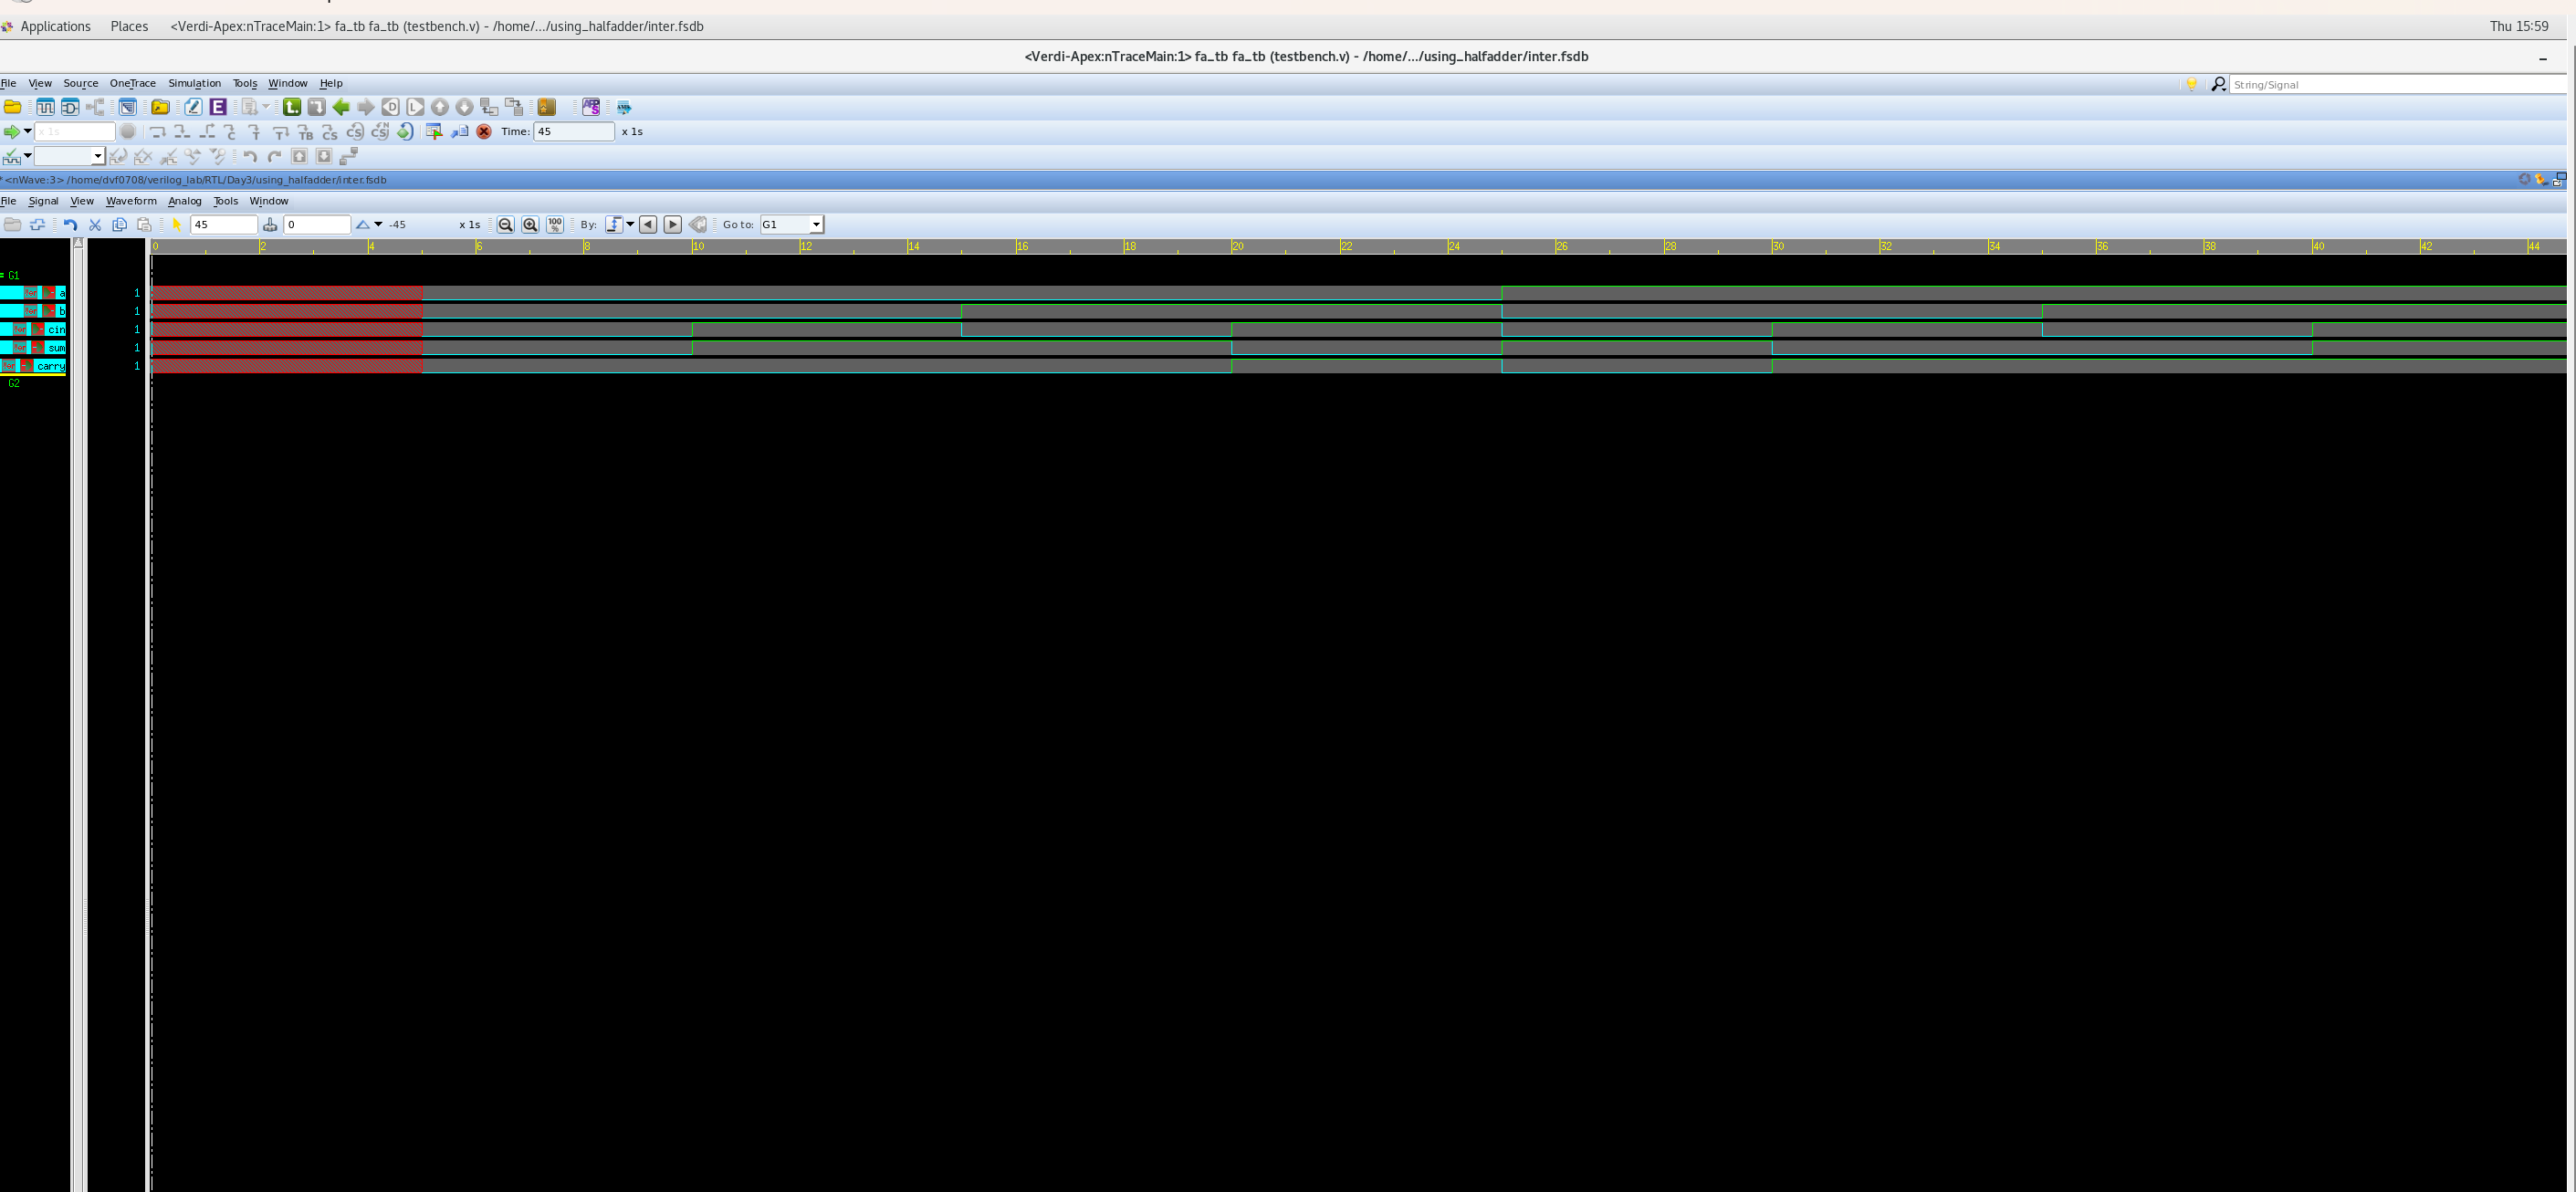 Applications Places <Verdi-Apex:nTraceMain:1> fa_tb fa_tb (testbench.v) - /home/.../using_halfadder/inter.fsdb Thu 15:59
<Verdi-Apex:nTraceMain:1> fa_tb fa_tb (testbench.v) - /home/.../using_halfadder/inter.fsdb
File View Source OneTrace Simulation Tools Window Help String/Signal
x 1s Time: 45 x 1s
*<nWave:3> /home/dvf0708/verilog_lab/RTL/Day3/using_halfadder/inter.fsdb
File Signal View Waveform Analog Tools Window
45 0 -45 x 1s 100 % By: Go to: G1
0 2 4 6 8 10 12 14 16 18 20 22 24 26 28 30 32 34 36 38 40 42 44
G1
a 1
b 1
cin 1
sum 1
carry 1
G2